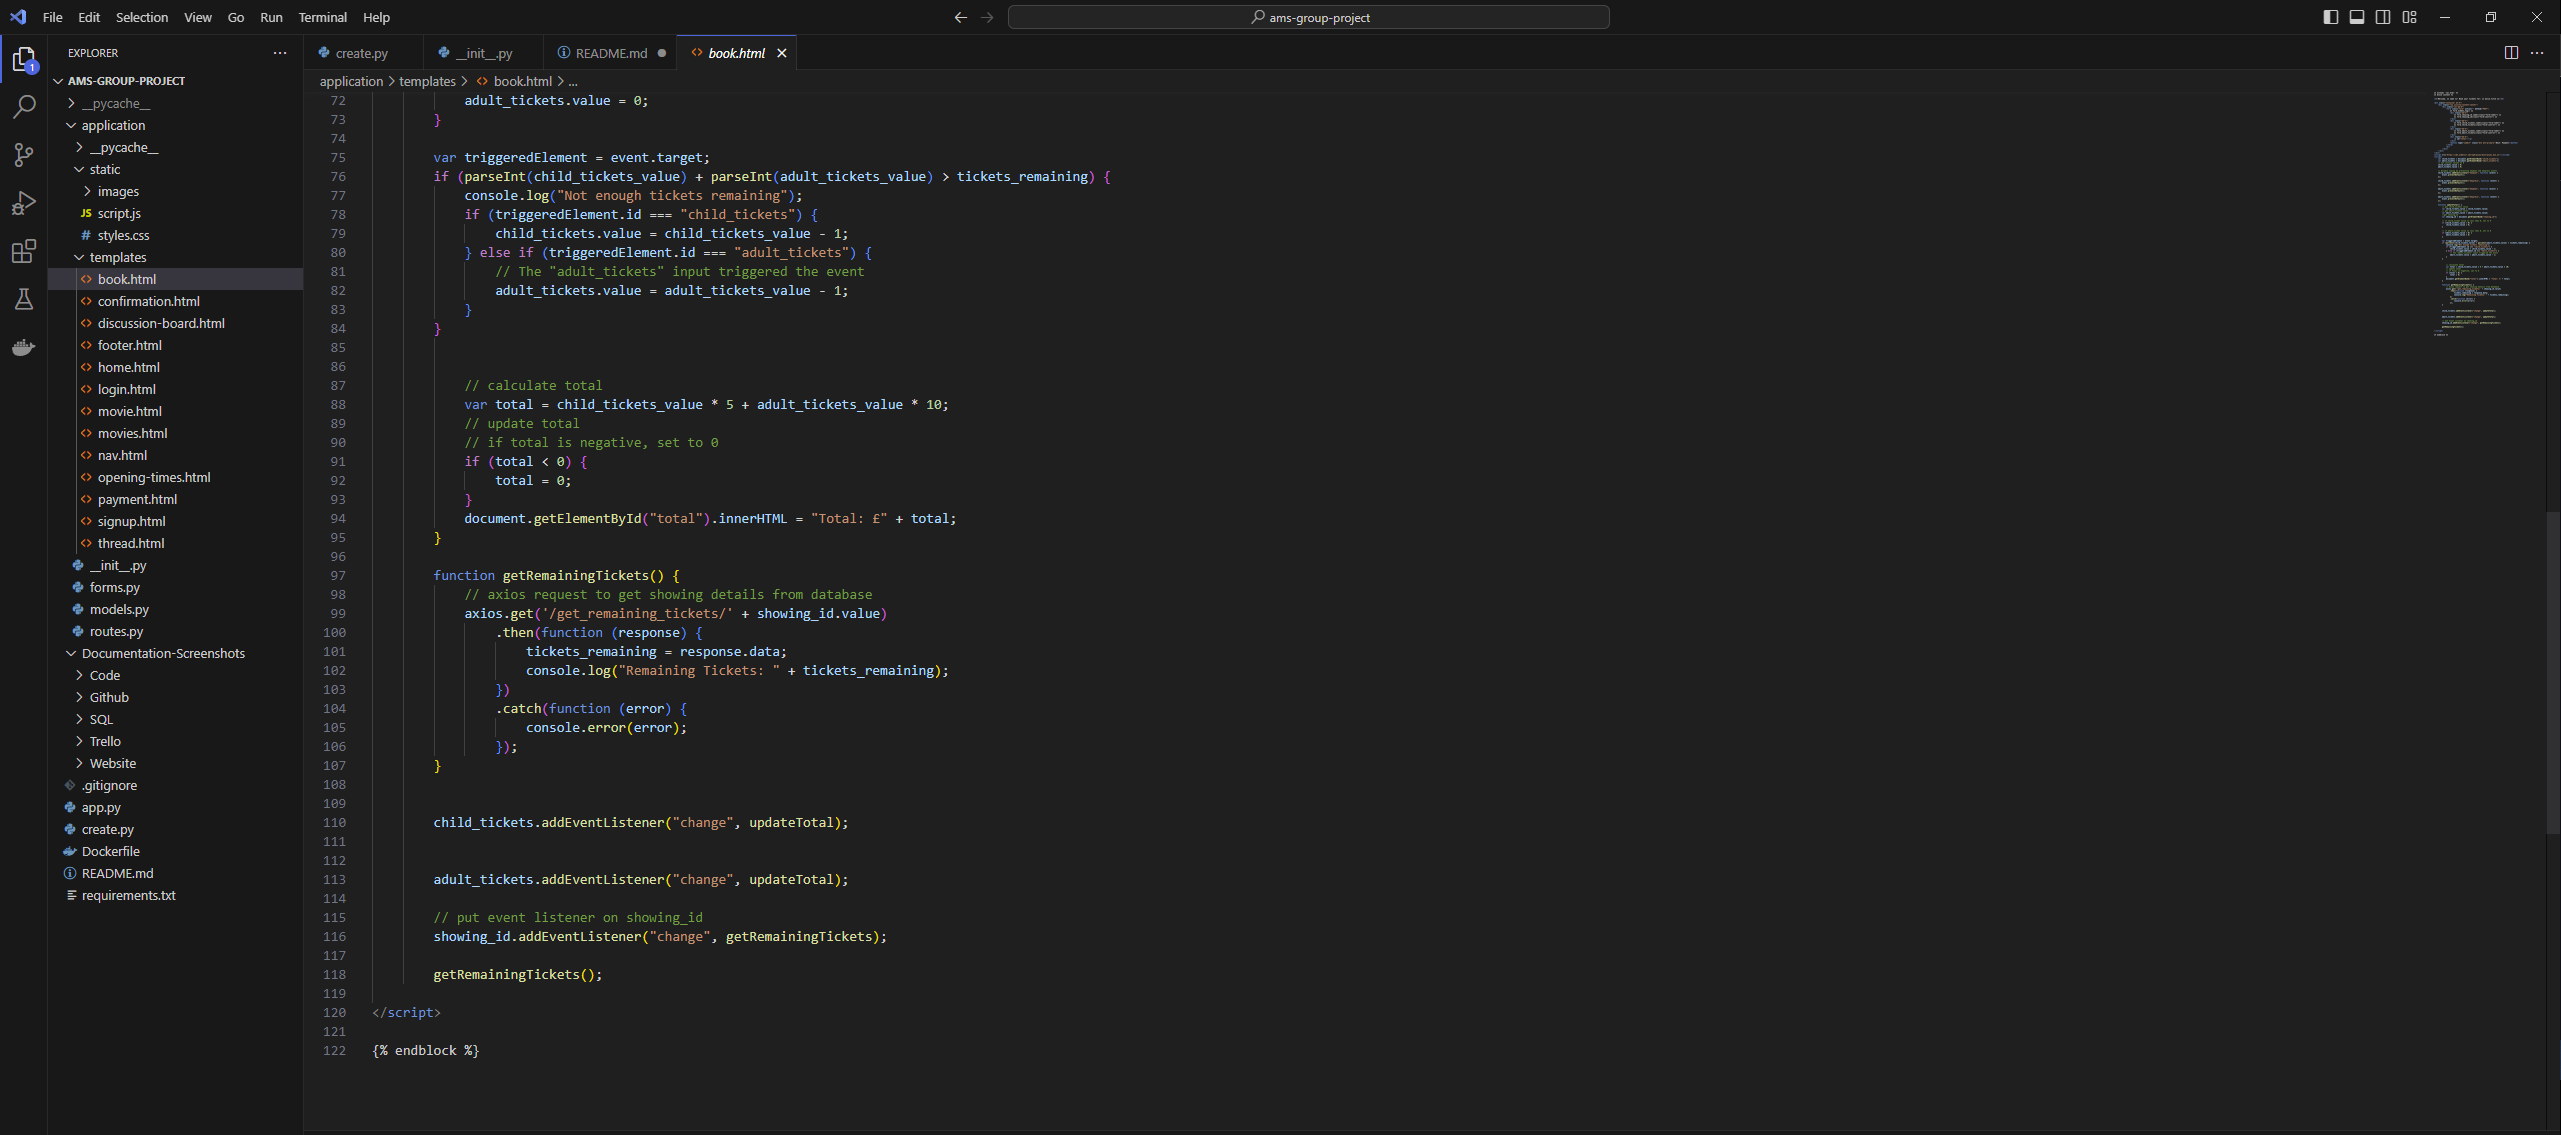 File Edit Selection View Go Run Terminal Help
ams-group-project
EXPLORER
AMS-GROUP-PROJECT
__pycache__
application
__pycache__
static
images
JS script.js
# styles.css
templates
<> book.html
<> confirmation.html
<> discussion-board.html
<> footer.html
<> home.html
<> login.html
<> movie.html
<> movies.html
<> nav.html
<> opening-times.html
<> payment.html
<> signup.html
<> thread.html
__init__.py
forms.py
models.py
routes.py
Documentation-Screenshots
Code
Github
SQL
Trello
Website
.gitignore
app.py
create.py
Dockerfile
README.md
requirements.txt
1
create.py __init__.py README.md <> book.html
application > templates > <> book.html > ...
72 adult_tickets.value = 0;
73 }
74
75 var triggeredElement = event.target;
76 if (parseInt(child_tickets_value) + parseInt(adult_tickets_value) > tickets_remaining) {
77 console.log("Not enough tickets remaining");
78 if (triggeredElement.id === "child_tickets") {
79 child_tickets.value = child_tickets_value - 1;
80 } else if (triggeredElement.id === "adult_tickets") {
81 // The "adult_tickets" input triggered the event
82 adult_tickets.value = adult_tickets_value - 1;
83 }
84 }
85
86
87 // calculate total
88 var total = child_tickets_value * 5 + adult_tickets_value * 10;
89 // update total
90 // if total is negative, set to 0
91 if (total < 0) {
92 total = 0;
93 }
94 document.getElementById("total").innerHTML = "Total: £" + total;
95 }
96
97 function getRemainingTickets() {
98 // axios request to get showing details from database
99 axios.get('/get_remaining_tickets/' + showing_id.value)
100 .then(function (response) {
101 tickets_remaining = response.data;
102 console.log("Remaining Tickets: " + tickets_remaining);
103 })
104 .catch(function (error) {
105 console.error(error);
106 });
107 }
108
109
110 child_tickets.addEventListener("change", updateTotal);
111
112
113 adult_tickets.addEventListener("change", updateTotal);
114
115 // put event listener on showing_id
116 showing_id.addEventListener("change", getRemainingTickets);
117
118 getRemainingTickets();
119
120 </script>
121
122 {% endblock %}